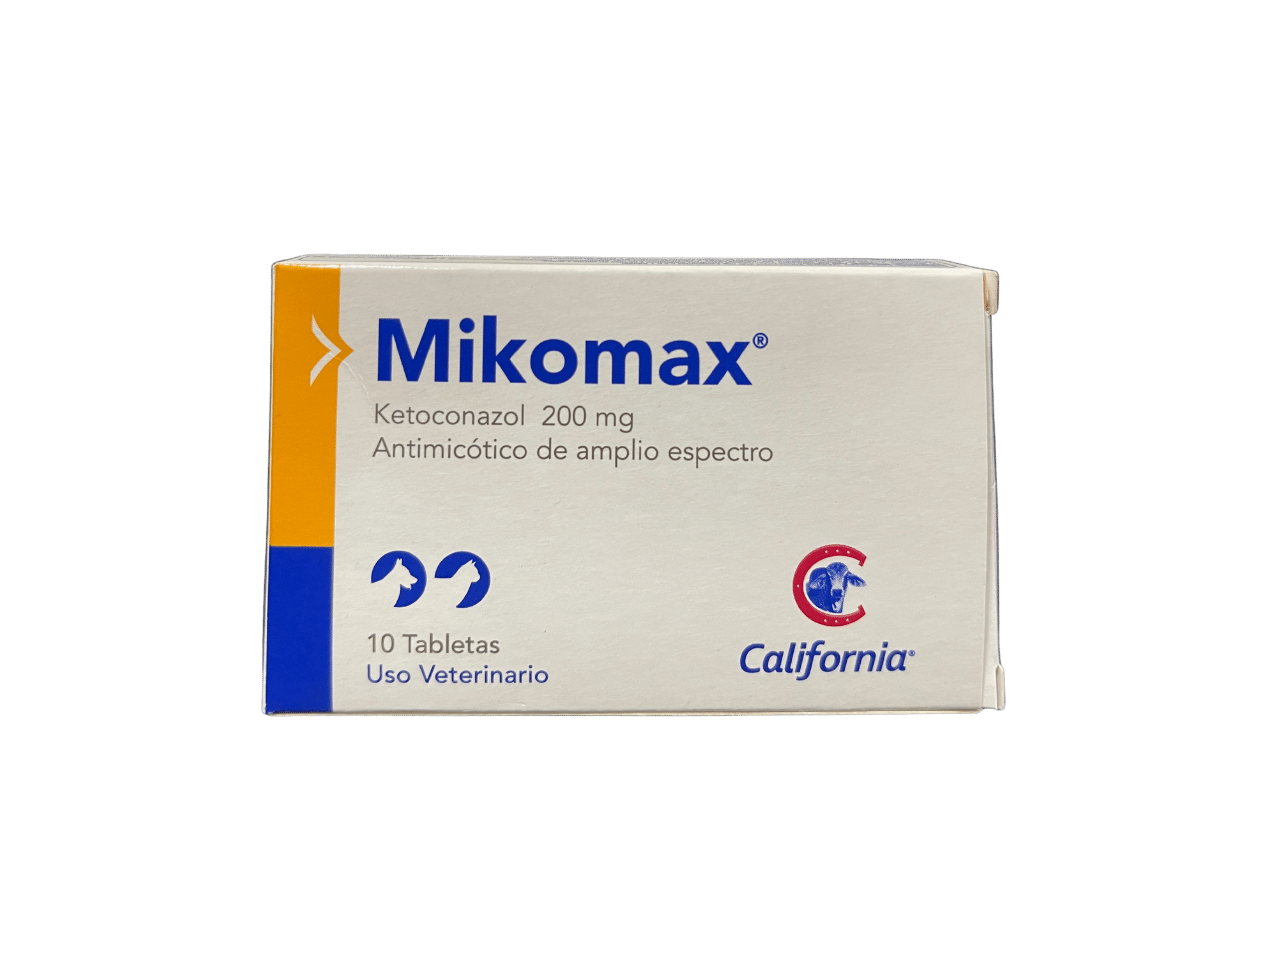 Mikomax®
Ketoconazol 200 mg
Antimicótico de amplio espectro
10 Tabletas
Uso Veterinario
California®